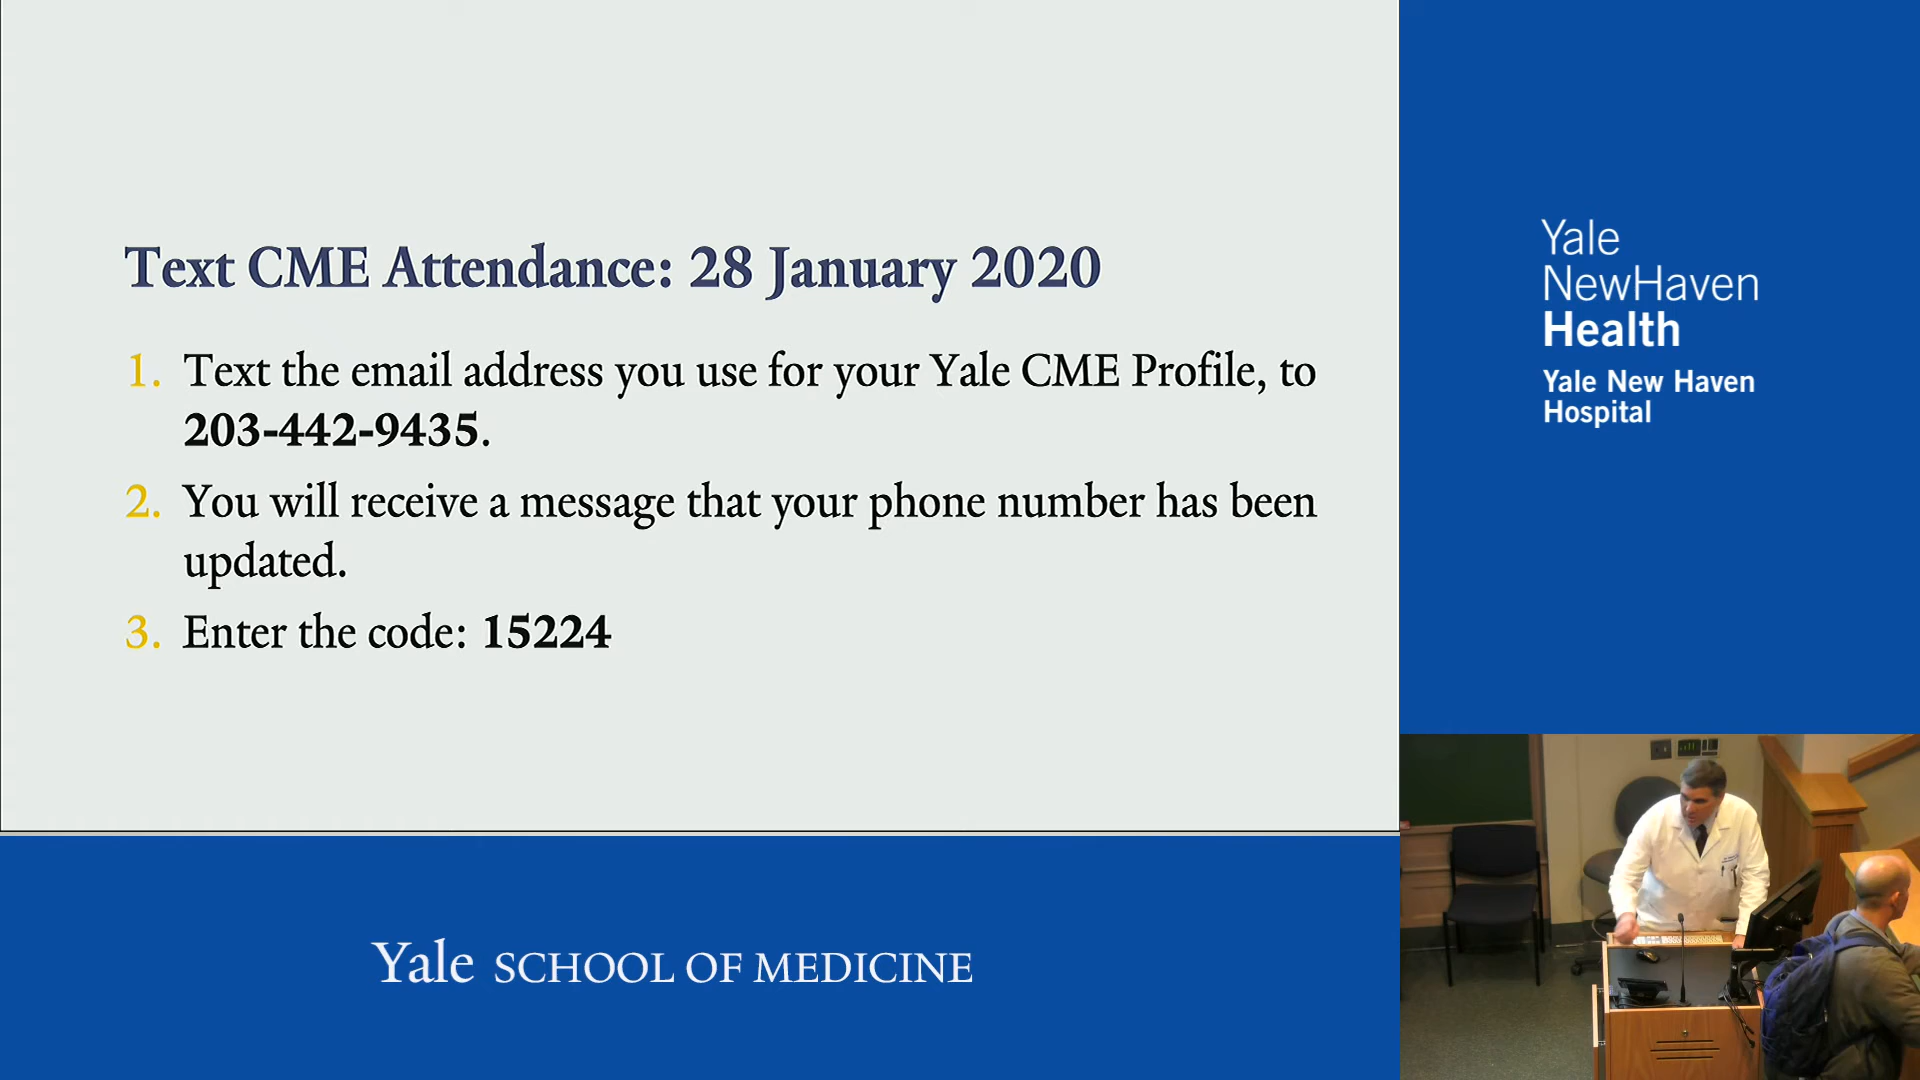 Text CME Attendance: 28 January 2020
1. Text the email address you use for your Yale CME Profile, to
203-442-9435.
2. You will receive a message that your phone number has been
updated.
3. Enter the code: 15224
Yale
NewHaven
Health
Yale New Haven
Hospital
Yale SCHOOL OF MEDICINE